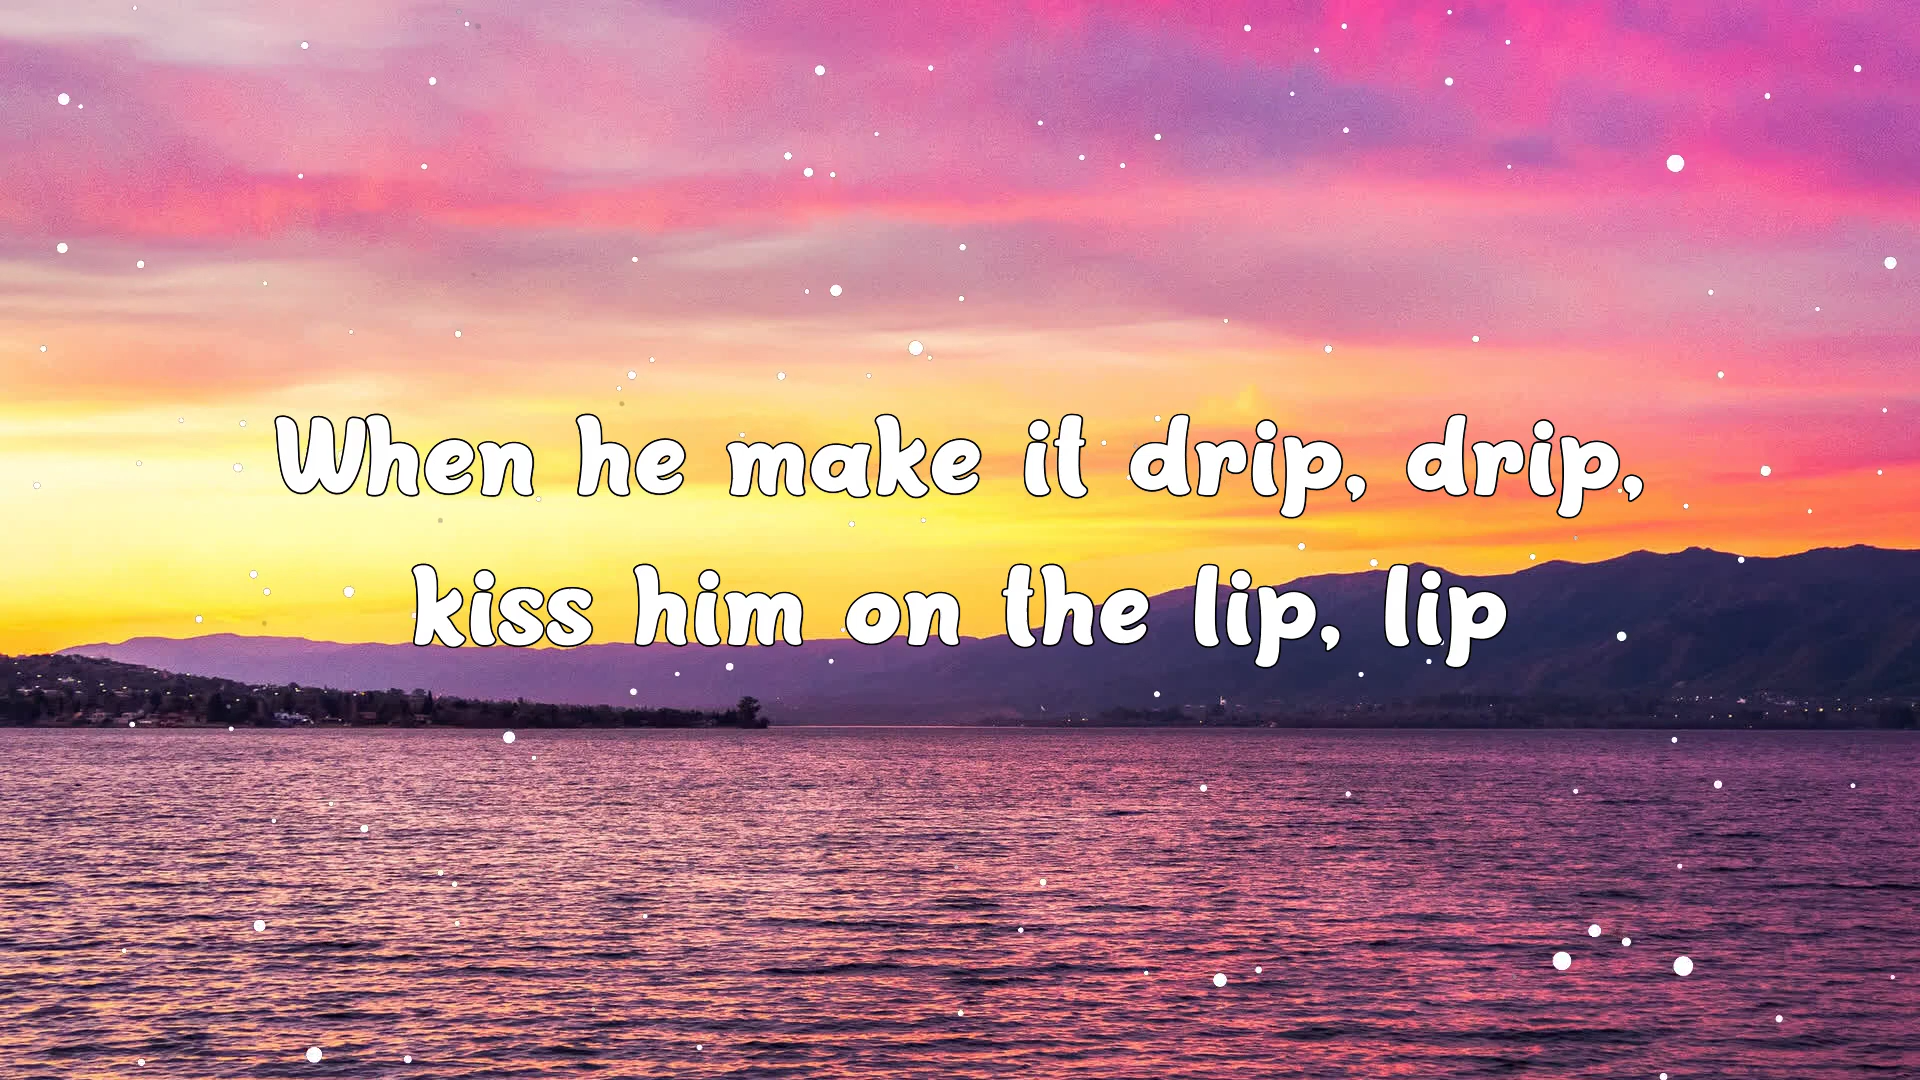 When he make it drip, drip,
kiss him on the lip, lip